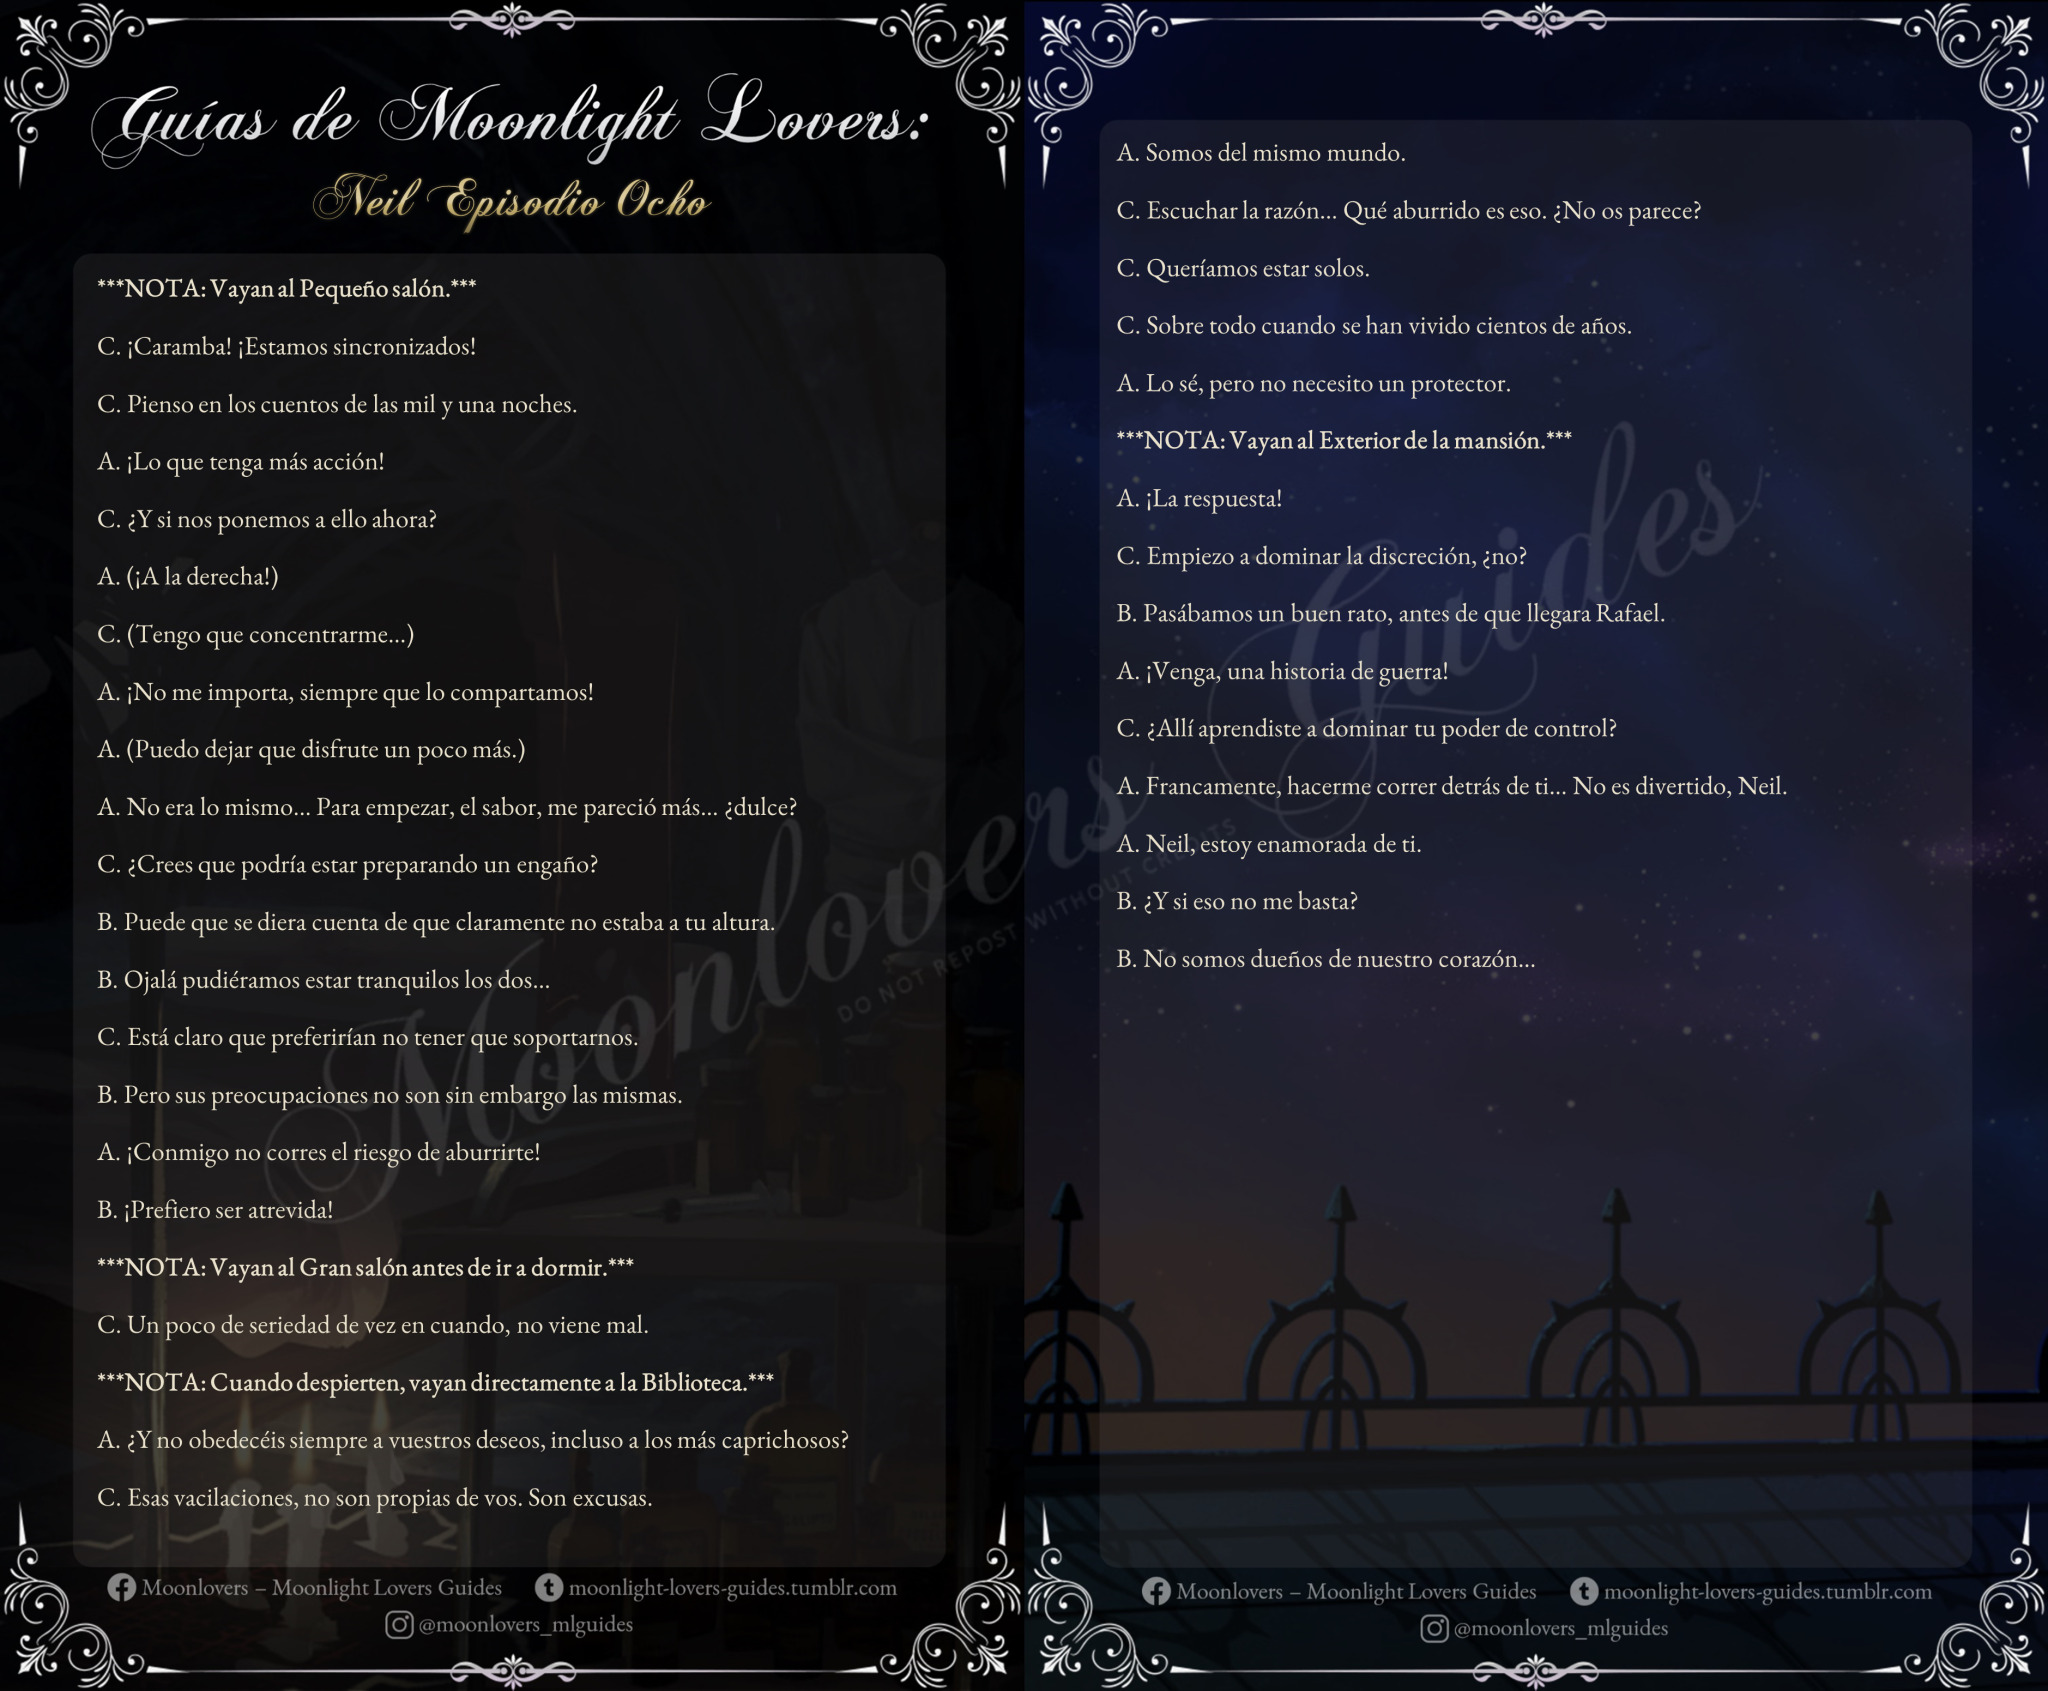 Guías de Moonlight Lovers:
Neil Episodio Ocho
***NOTA: Vayan al Pequeño salón.***
C. ¡Caramba! ¡Estamos sincronizados!
C. Pienso en los cuentos de las mil y una noches.
A. ¡Lo que tenga más acción!
C. ¿Y si nos ponemos a ello ahora?
A. (¡A la derecha!)
C. (Tengo que concentrarme...)
A. ¡No me importa, siempre que lo compartamos!
A. (Puedo dejar que disfrute un poco más.)
A. No era lo mismo... Para empezar, el sabor, me pareció más... ¿dulce?
C. ¿Crees que podría estar preparando un engaño?
B. Puede que se diera cuenta de que claramente no estaba a tu altura.
B. Ojalá pudiéramos estar tranquilos los dos...
C. Está claro que preferirían no tener que soportarnos.
B. Pero sus preocupaciones no son sin embargo las mismas.
A. ¡Conmigo no corres el riesgo de aburrirte!
B. ¡Prefiero ser atrevida!
***NOTA: Vayan al Gran salón antes de ir a dormir.***
C. Un poco de seriedad de vez en cuando, no viene mal.
***NOTA: Cuando despierten, vayan directamente a la Biblioteca.***
A. ¿Y no obedecéis siempre a vuestros deseos, incluso a los más caprichosos?
C. Esas vacilaciones, no son propias de vos. Son excusas.
Moonlovers – Moonlight Lovers Guides
moonlight-lovers-guides.tumblr.com
@moonlovers_mlguides
A. Somos del mismo mundo.
C. Escuchar la razón... Qué aburrido es eso. ¿No os parece?
C. Queríamos estar solos.
C. Sobre todo cuando se han vivido cientos de años.
A. Lo sé, pero no necesito un protector.
***NOTA: Vayan al Exterior de la mansión.***
A. ¡La respuesta!
C. Empiezo a dominar la discreción, ¿no?
B. Pasábamos un buen rato, antes de que llegara Rafael.
A. ¡Venga, una historia de guerra!
C. ¿Allí aprendiste a dominar tu poder de control?
A. Francamente, hacerme correr detrás de ti... No es divertido, Neil.
A. Neil, estoy enamorada de ti.
B. ¿Y si eso no me basta?
B. No somos dueños de nuestro corazón...
Moonlovers – Moonlight Lovers Guides
moonlight-lovers-guides.tumblr.com
@moonlovers_mlguides
Moonlovers Guides
DO NOT REPOST WITHOUT CREDITS